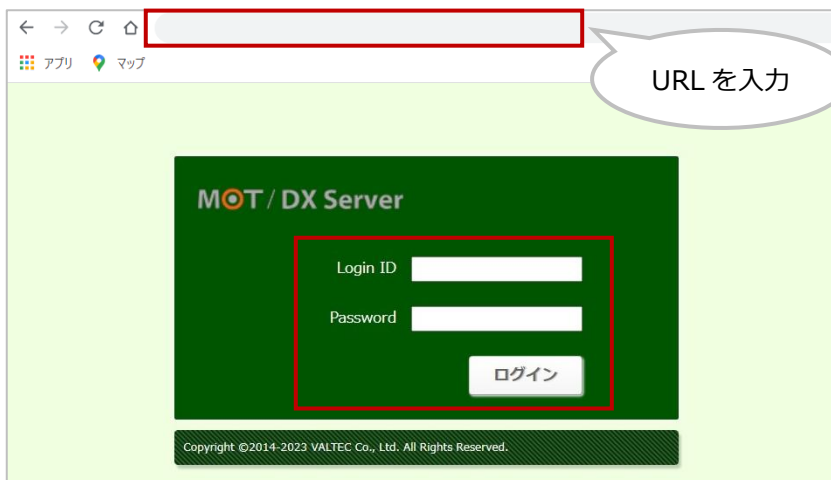 アプリ マップ
URL を入力
MOT/DX Server
Login ID
Password
ログイン
Copyright ©2014-2023 VALTEC Co., Ltd. All Rights Reserved.